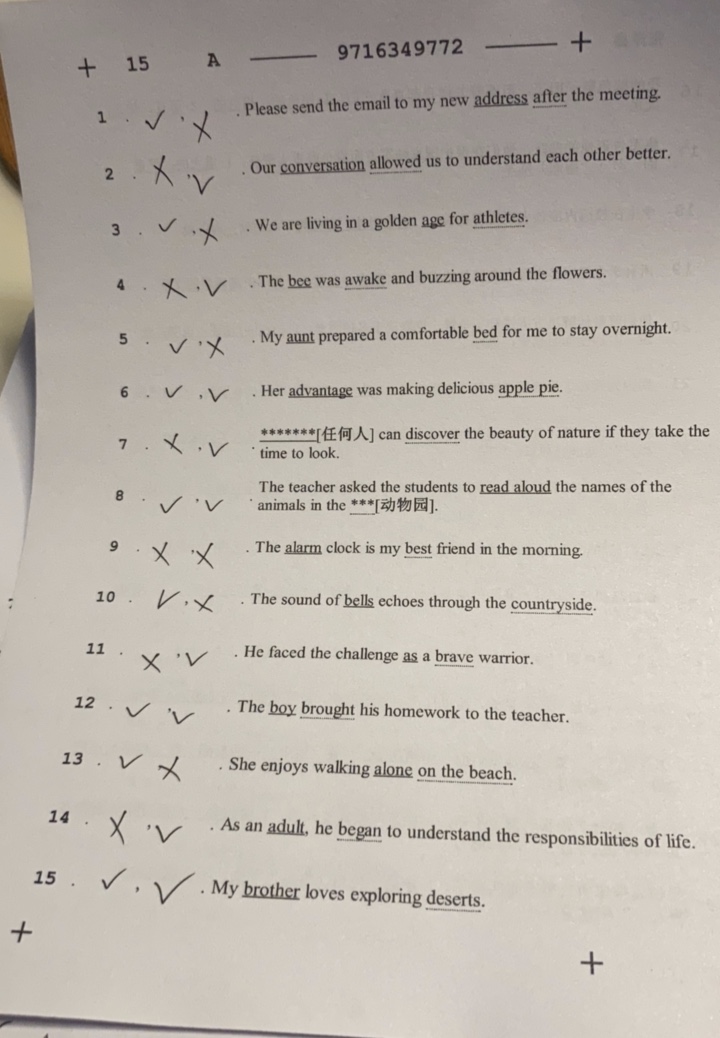 + 15 A —— 9716349772 —— +
1 . ✓ , X . Please send the email to my new address after the meeting.
2 . X , ✓ . Our conversation allowed us to understand each other better.
3 . ✓ , X . We are living in a golden age for athletes.
4 . X , ✓ . The bee was awake and buzzing around the flowers.
5 . ✓ , X . My aunt prepared a comfortable bed for me to stay overnight.
6 . ✓ , ✓ . Her advantage was making delicious apple pie.
7 . X , ✓ . *******[任何人] can discover the beauty of nature if they take the
time to look.
8 . ✓ , ✓ . The teacher asked the students to read aloud the names of the
animals in the ***[动物园].
9 . X , X . The alarm clock is my best friend in the morning.
10 . ✓ , X . The sound of bells echoes through the countryside.
11 . X , ✓ . He faced the challenge as a brave warrior.
12 . ✓ , ✓ . The boy brought his homework to the teacher.
13 . ✓ X . She enjoys walking alone on the beach.
14 . X , ✓ . As an adult, he began to understand the responsibilities of life.
15 . ✓ , ✓ . My brother loves exploring deserts.
+ +